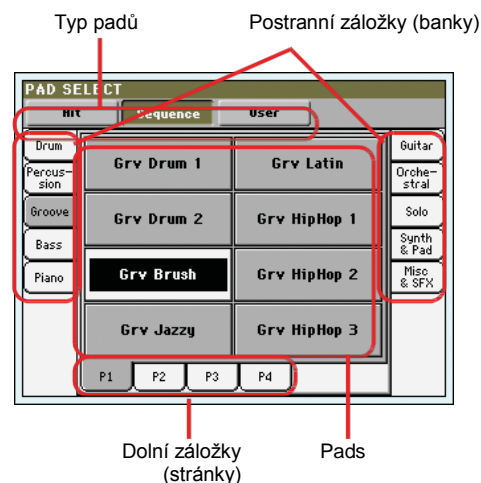 Typ padů
Postranní záložky (banky)
PAD SELECT
Hit
Sequence
User
Drum
Percus-
sion
Groove
Bass
Piano
Grv Drum 1
Grv Latin
Grv Drum 2
Grv HipHop 1
Grv Brush
Grv HipHop 2
Grv Jazzy
Grv HipHop 3
Guitar
Orche-
stral
Solo
Synth
& Pad
Misc
& SFX
P1
P2
P3
P4
Dolní záložky
(stránky)
Pads